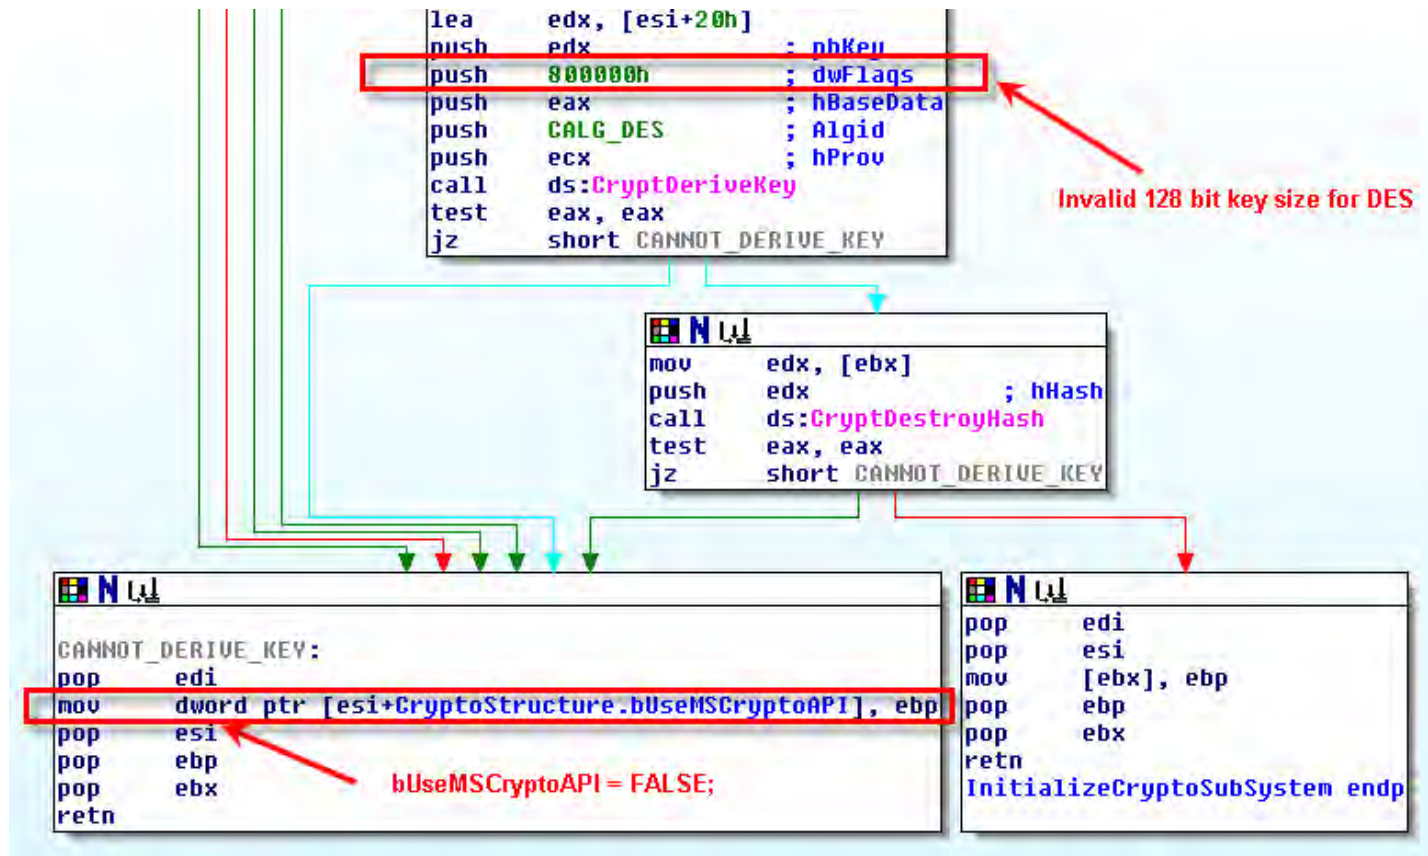 lea edx, [esi+20h]
push edx ; phKey
push 800000h ; dwFlags
push eax ; hBaseData
push CALG_DES ; Algid
push ecx ; hProv
call ds:CryptDeriveKey
test eax, eax
jz short CANNOT_DERIVE_KEY
Invalid 128 bit key size for DES
N
mov edx, [ebx]
push edx ; hHash
call ds:CryptDestroyHash
test eax, eax
jz short CANNOT_DERIVE_KEY
N
CANNOT_DERIVE_KEY:
pop edi
mov dword ptr [esi+CryptoStructure.bUseMSCryptoAPI], ebp
pop esi
pop ebp
pop ebx
retn
bUseMSCryptoAPI = FALSE;
N
pop edi
pop esi
mov [ebx], ebp
pop ebp
pop ebx
retn
InitializeCryptoSubSystem endp